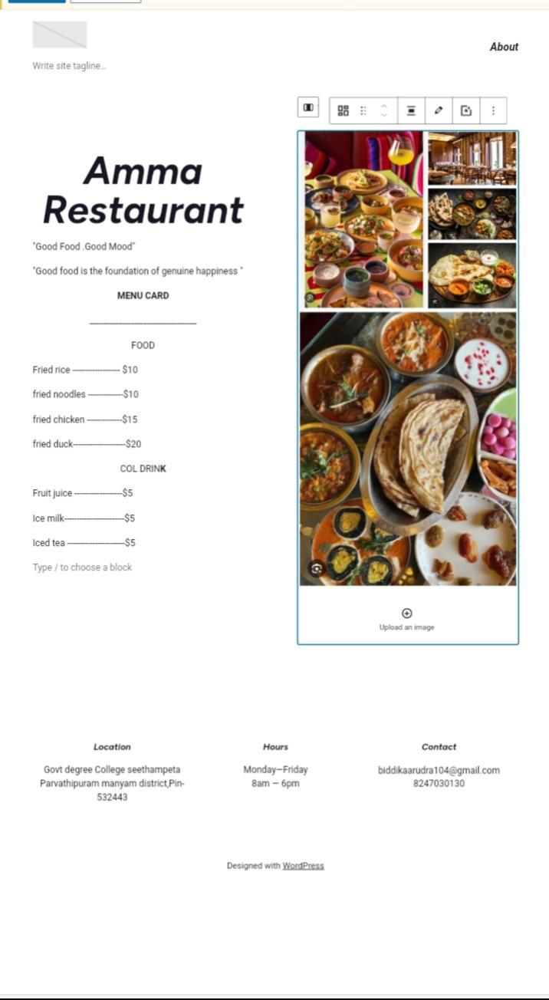 Write site tagline...
About
Amma
Restaurant
"Good Food .Good Mood"
"Good food is the foundation of genuine happiness "
MENU CARD
____________________________
FOOD
Fried rice ------------------ $10
fried noodles -------------$10
fried chicken -------------$15
fried duck--------------------$20
COL DRINK
Fruit juice ------------------$5
Ice milk-----------------------$5
Iced tea ----------------------$5
Type / to choose a block
Upload an image
Location
Govt degree College seethampeta
Parvathipuram manyam district,Pin-
532443
Hours
Monday—Friday
8am — 6pm
Contact
biddikaarudra104@gmail.com
8247030130
Designed with WordPress